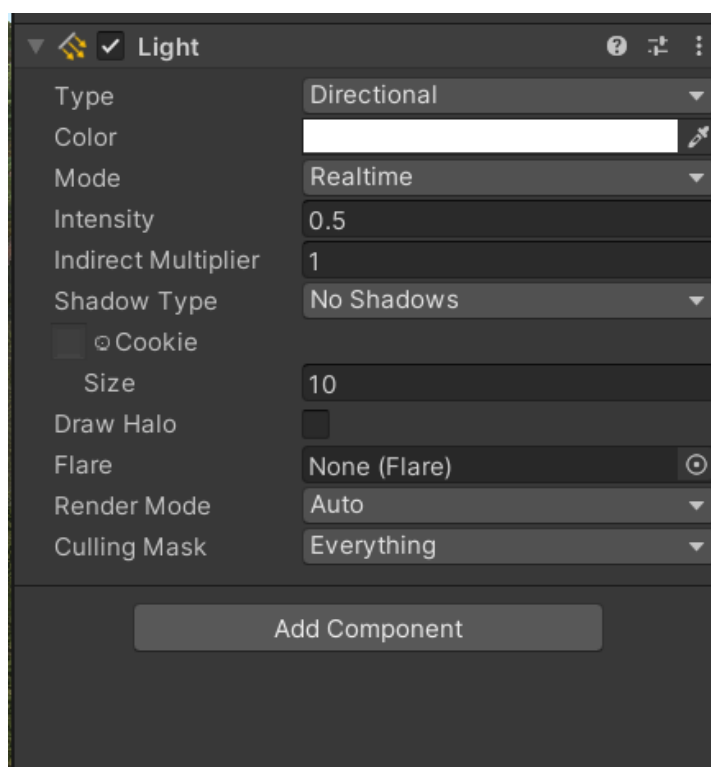 Light
Type Directional
Color
Mode Realtime
Intensity 0.5
Indirect Multiplier 1
Shadow Type No Shadows
Cookie
Size 10
Draw Halo
Flare None (Flare)
Render Mode Auto
Culling Mask Everything
Add Component